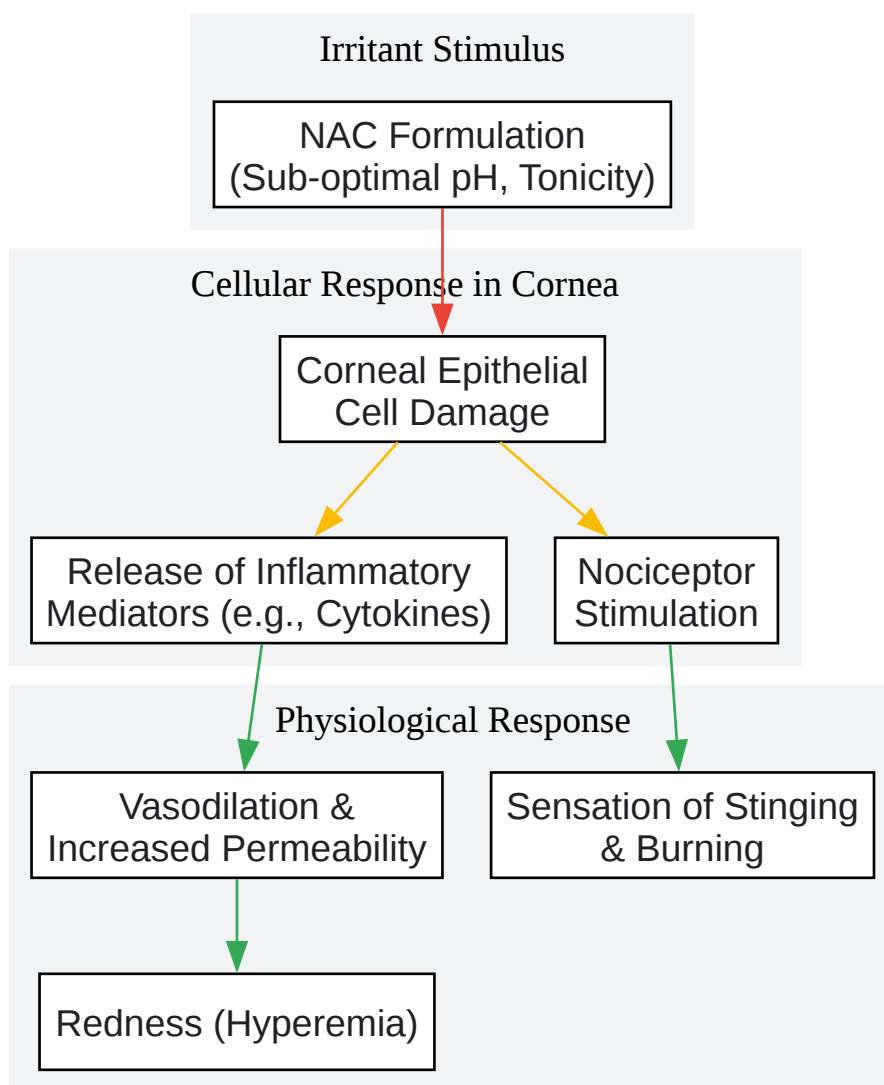 Irritant Stimulus
NAC Formulation
(Sub-optimal pH, Tonicity)
Cellular Response in Cornea
Corneal Epithelial
Cell Damage
Release of Inflammatory
Mediators (e.g., Cytokines)
Nociceptor
Stimulation
Physiological Response
Vasodilation &
Increased Permeability
Sensation of Stinging
& Burning
Redness (Hyperemia)